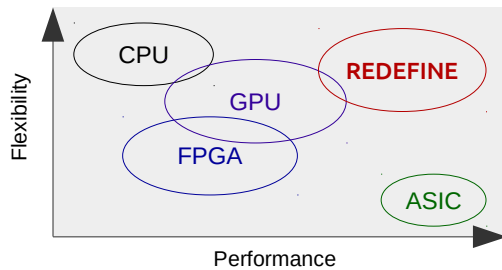 CPU
REDEFINE
GPU
FPGA
ASIC
Flexibility
Performance